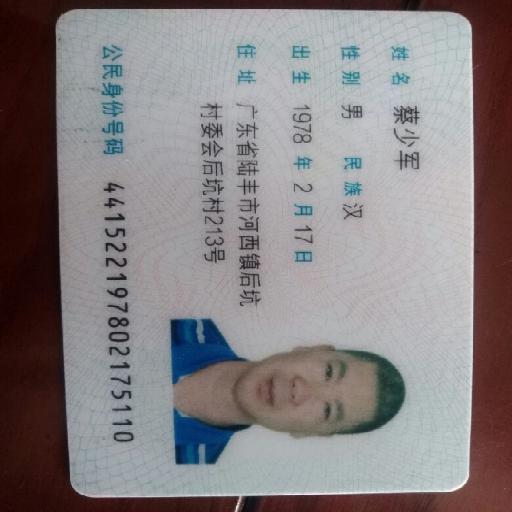 姓名 蔡少军
性别 男 民族 汉
出生 1978 年 2 月 17 日
住址 广东省陆丰市河西镇后坑
村委会后坑村213号
公民身份号码 441522197802175110